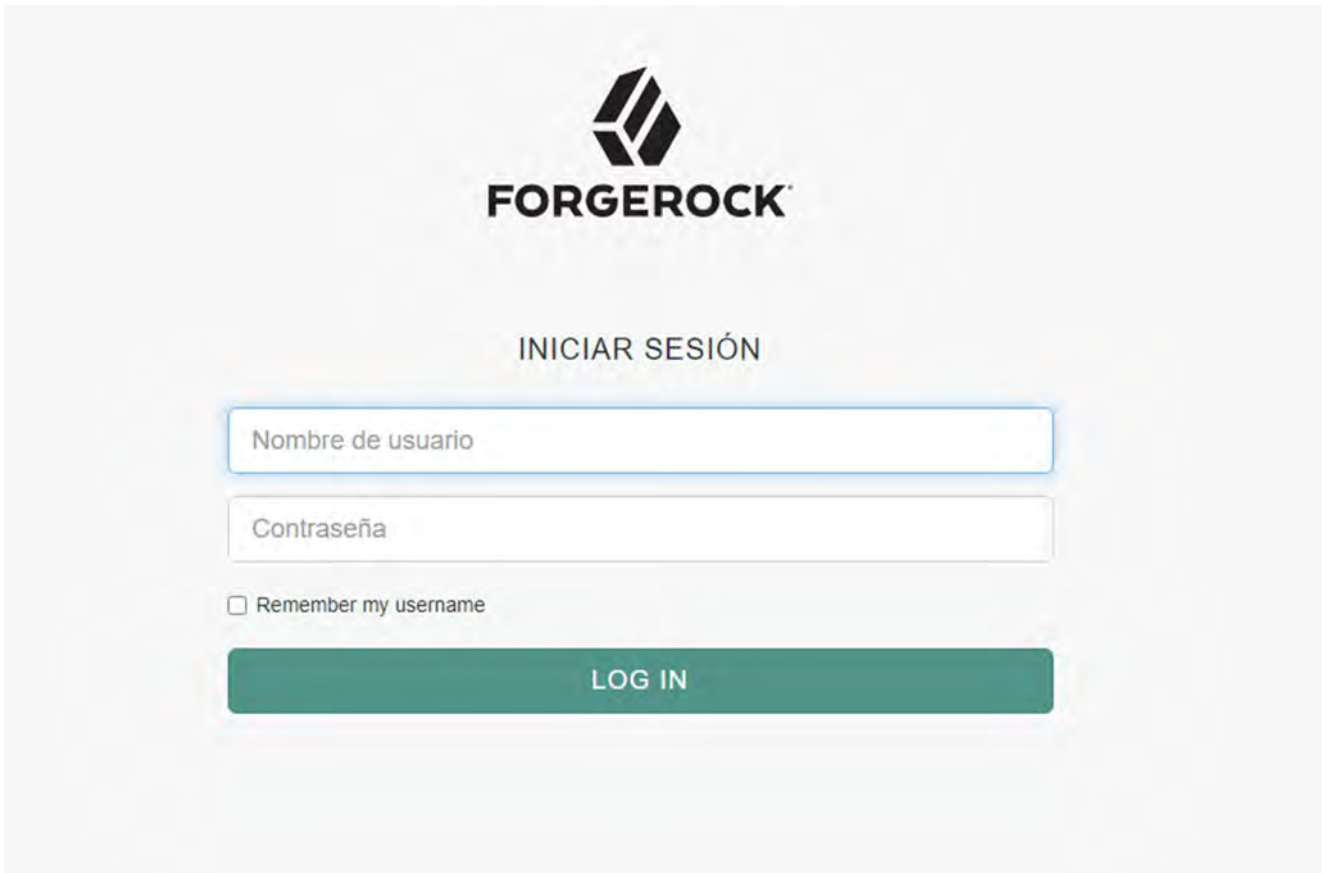 FORGEROCK
INICIAR SESIÓN
Nombre de usuario
Contraseña
Remember my username
LOG IN